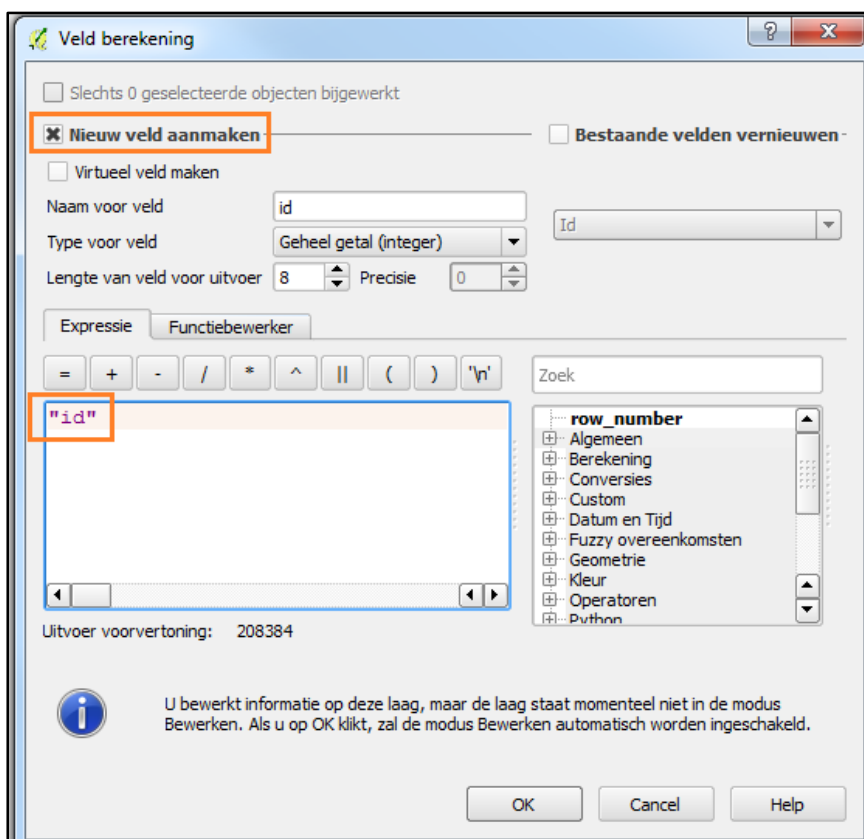 Veld berekening
Slechts 0 geselecteerde objecten bijgewerkt
Nieuw veld aanmaken
Bestaande velden vernieuwen
Virtueel veld maken
Naam voor veld id
Id
Type voor veld Geheel getal (integer)
Lengte van veld voor uitvoer 8 Precisie 0
Expressie Functiebewerker
= + - / * ^ || ( ) '\n' Zoek
"id"
row_number
Algemeen
Berekening
Conversies
Custom
Datum en Tijd
Fuzzy overeenkomsten
Geometrie
Kleur
Operatoren
Python
Uitvoer voorvertoning: 208384
U bewerkt informatie op deze laag, maar de laag staat momenteel niet in de modus
Bewerken. Als u op OK klikt, zal de modus Bewerken automatisch worden ingeschakeld.
OK Cancel Help